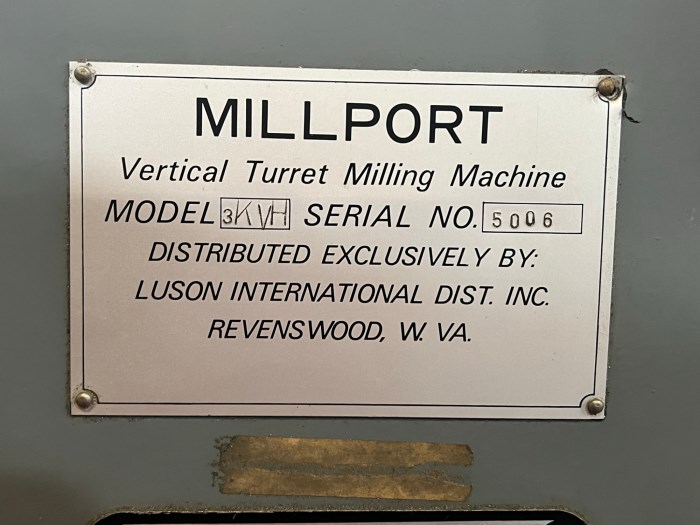 MILLPORT
Vertical Turret Milling Machine
MODEL 3KVH SERIAL NO. 5006
DISTRIBUTED EXCLUSIVELY BY:
LUSON INTERNATIONAL DIST. INC.
REVENSWOOD, W. VA.